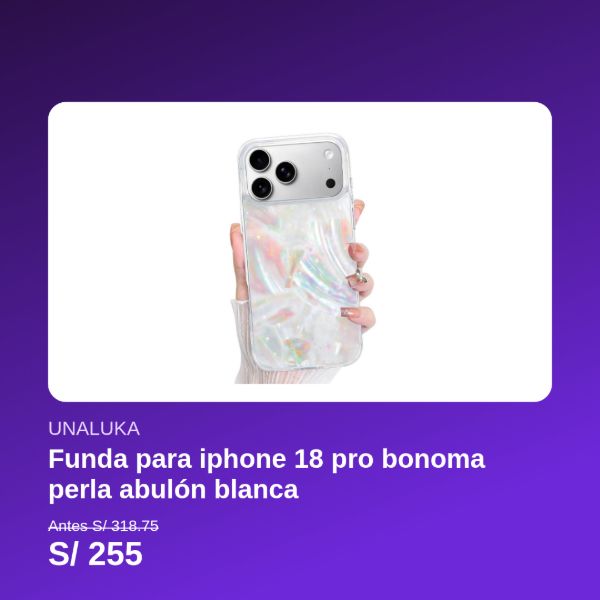 UNALUKA
Funda para iphone 18 pro bonoma
perla abulón blanca
Antes S/ 318.75
S/ 255